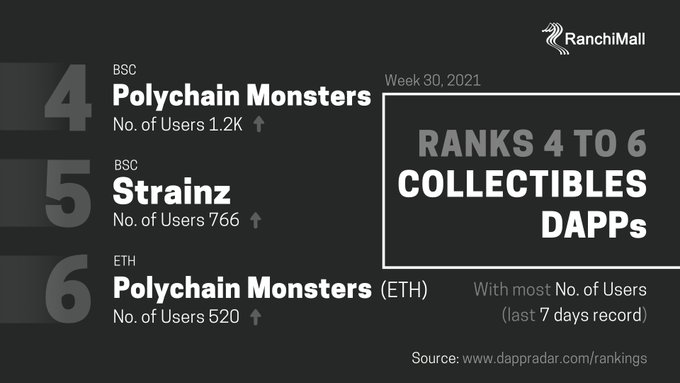 RanchiMall
4
BSC
Polychain Monsters
No. of Users 1.2K ↑
5
BSC
Strainz
No. of Users 766 ↑
6
ETH
Polychain Monsters (ETH)
No. of Users 520 ↑
Week 30, 2021
RANKS 4 TO 6
COLLECTIBLES
DAPPs
With most No. of Users
(last 7 days record)
Source: www.dappradar.com/rankings